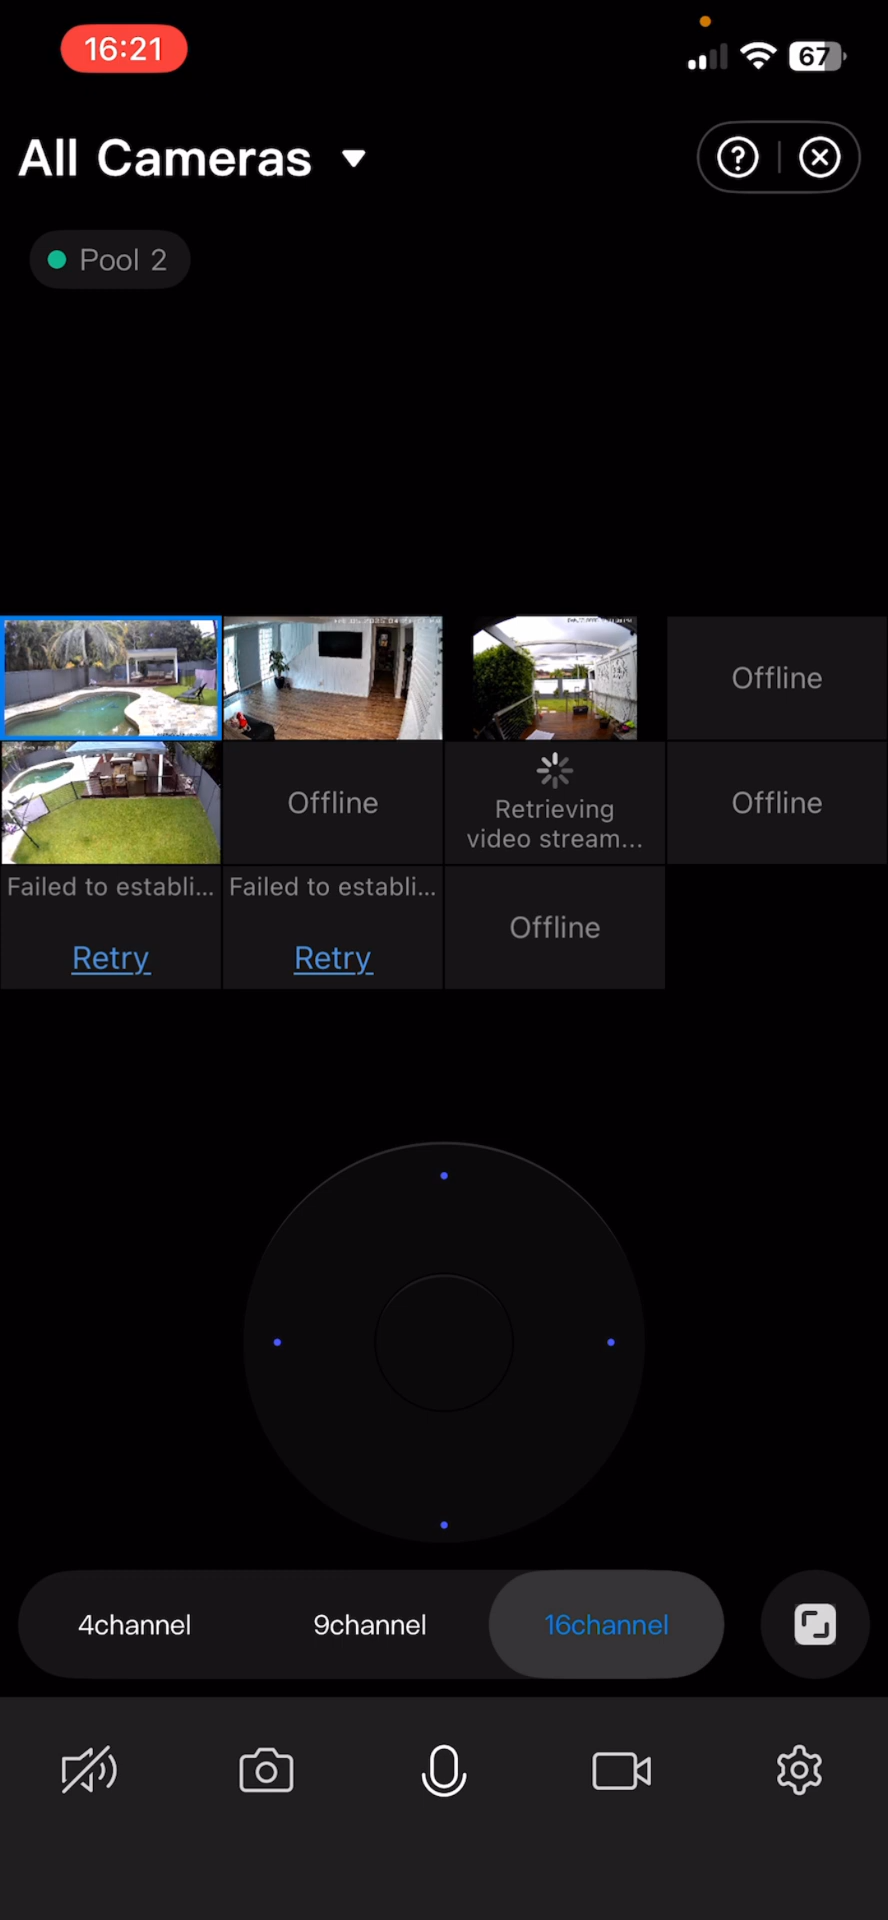 16:21
67
All Cameras
Pool 2
Offline
Offline
Retrieving
video stream...
Offline
Failed to establi...
Failed to establi...
Retry
Retry
Offline
4channel
9channel
16channel